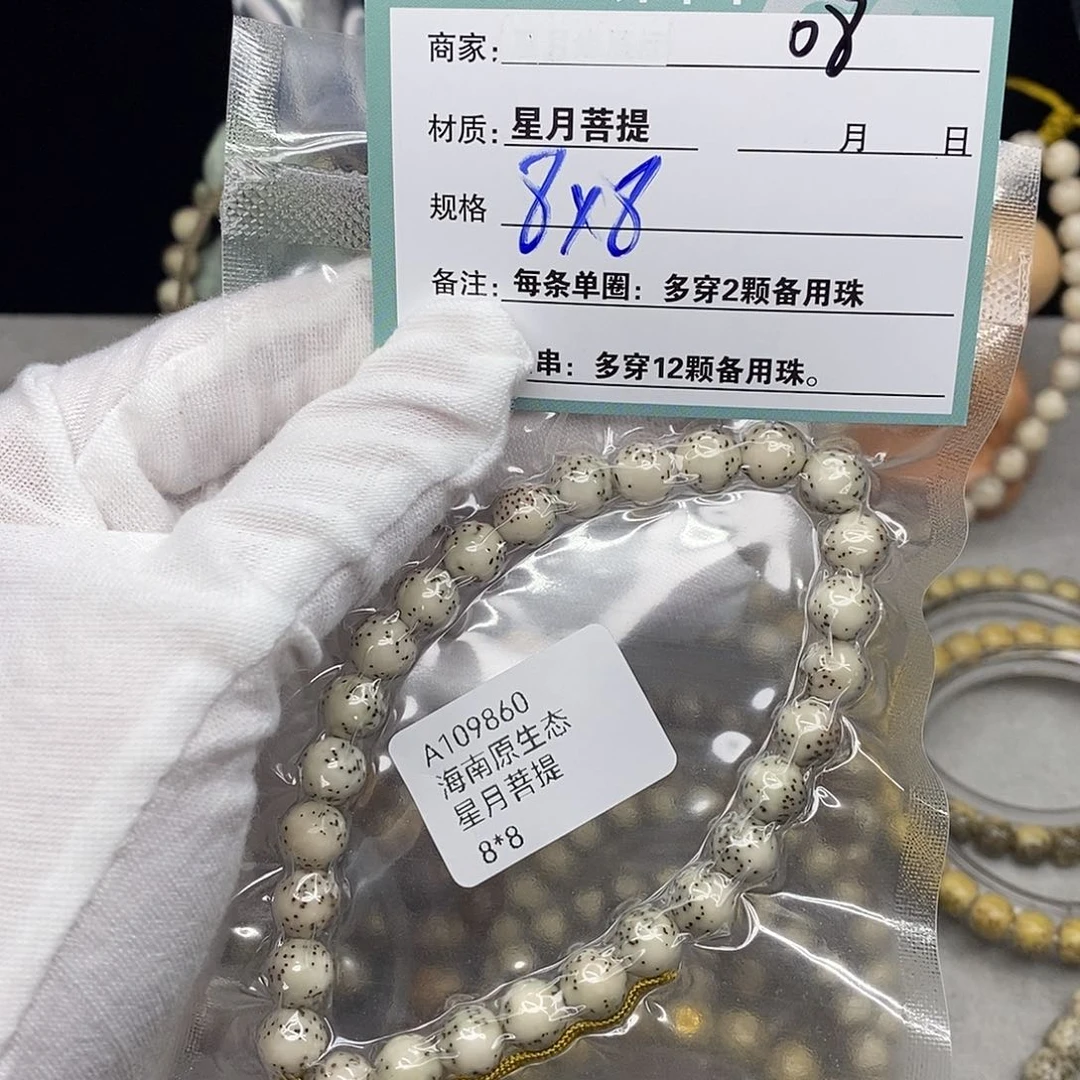 商家: 08
材质: 星月菩提 月 日
规格 8x8
备注: 每条单圈: 多穿2颗备用珠
串: 多穿12颗备用珠。
A109860
海南原生态
星月菩提
8*8